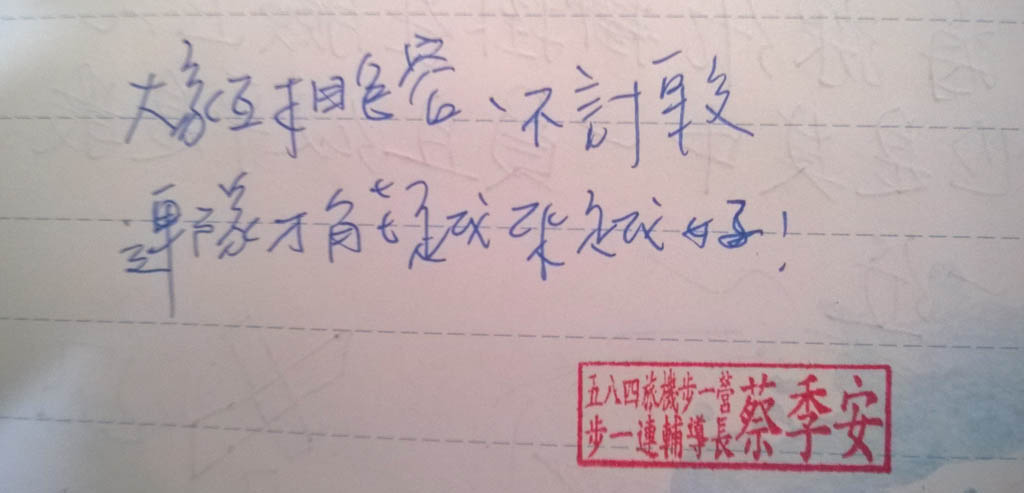 大家互相包容、不計較
連隊才能越來越好!
五八四旅機步一營
步一連輔導長
蔡季安